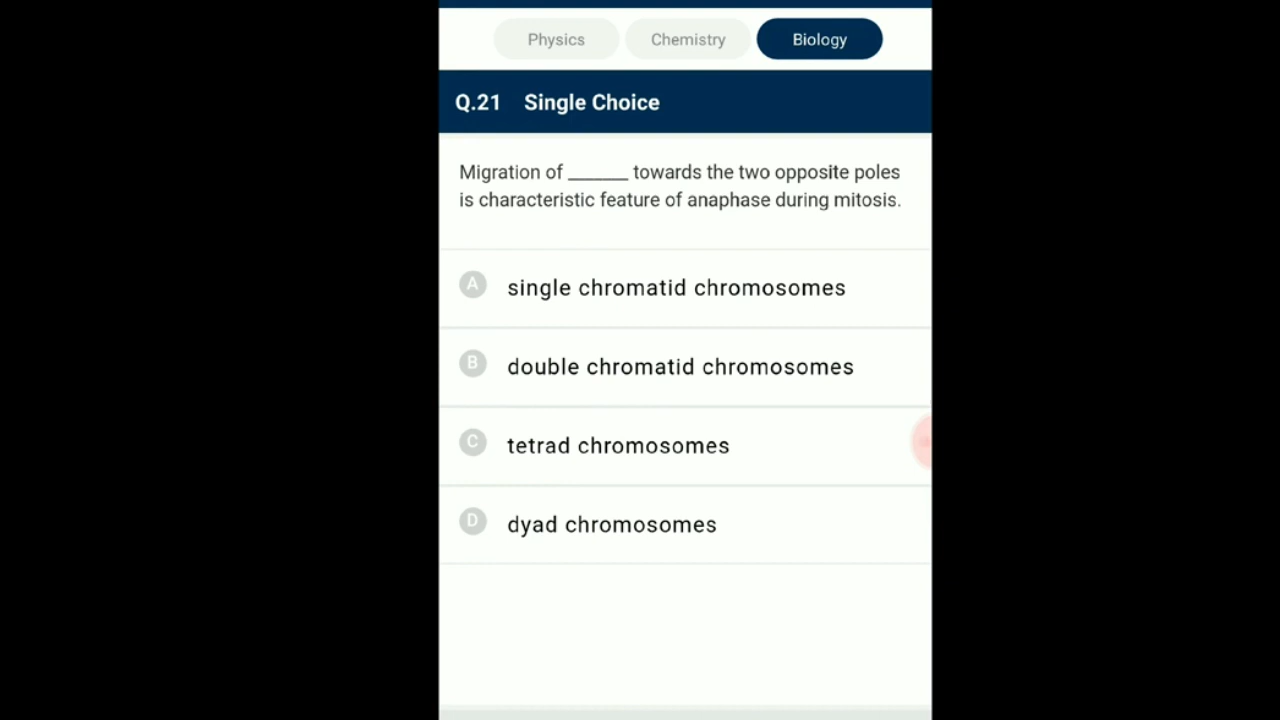 Physics Chemistry Biology
Q.21 Single Choice
Migration of ______ towards the two opposite poles
is characteristic feature of anaphase during mitosis.
A single chromatid chromosomes
B double chromatid chromosomes
C tetrad chromosomes
D dyad chromosomes